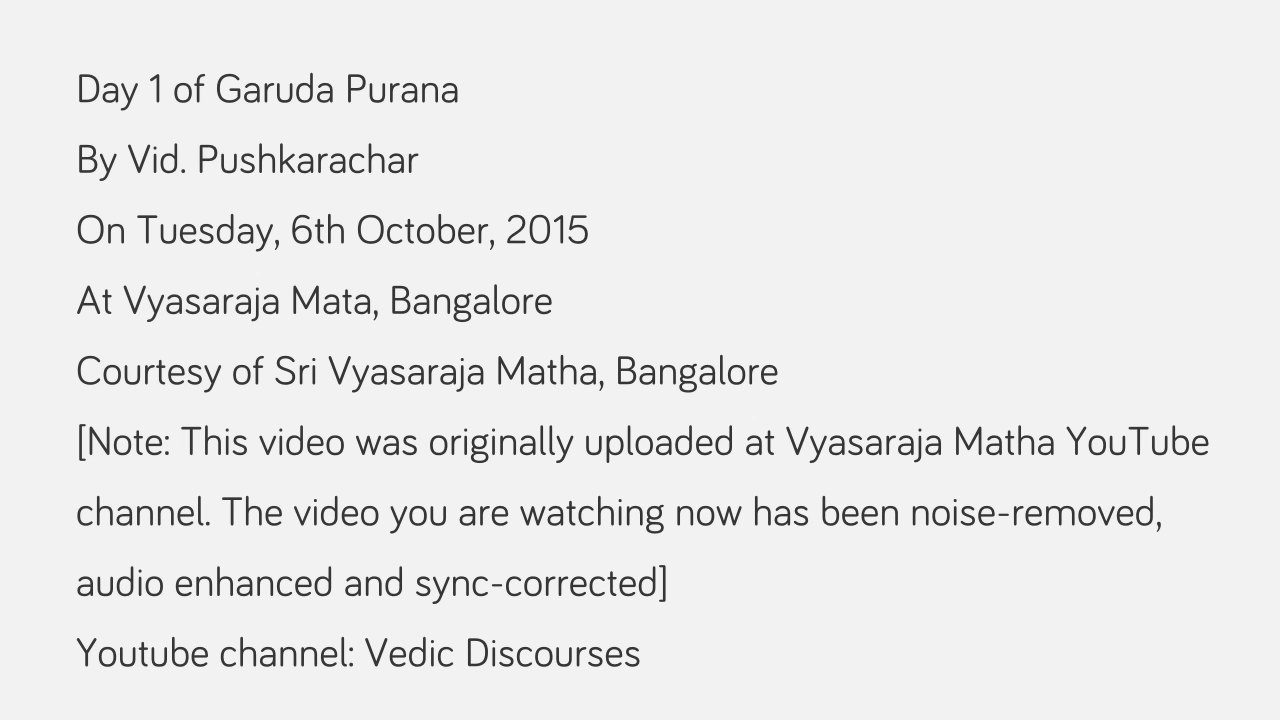 Day 1 of Garuda Purana
By Vid. Pushkarachar
On Tuesday, 6th October, 2015
At Vyasaraja Mata, Bangalore
Courtesy of Sri Vyasaraja Matha, Bangalore
[Note: This video was originally uploaded at Vyasaraja Matha YouTube
channel. The video you are watching now has been noise-removed,
audio enhanced and sync-corrected]
Youtube channel: Vedic Discourses